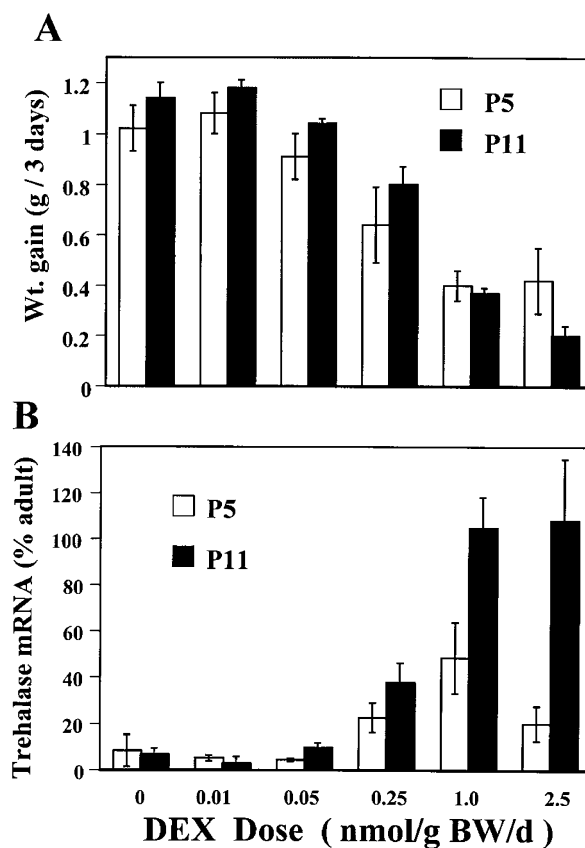 A
Wt. gain (g / 3 days)
1.2
1
0.8
0.6
0.4
0.2
0
P5
P11
B
Trehalase mRNA (% adult)
140
120
100
80
60
40
20
0
P5
P11
0 0.01 0.05 0.25 1.0 2.5
DEX Dose ( nmol/g BW/d )